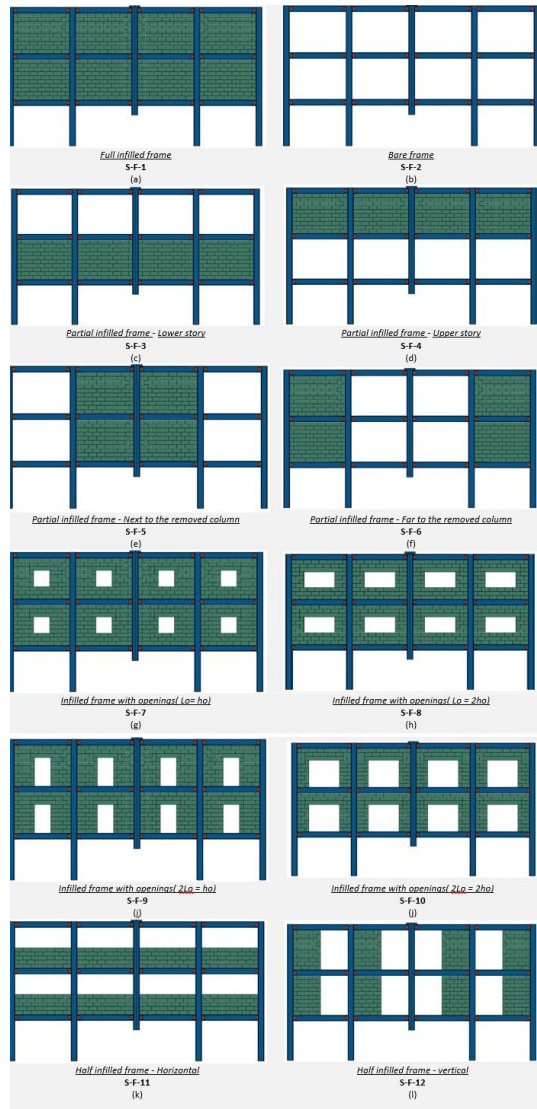 Full infilled frame
S-F-1
(a)
Bare frame
S-F-2
(b)
Partial infilled frame - Lower story
S-F-3
(c)
Partial infilled frame - Upper story
S-F-4
(d)
Partial infilled frame - Next to the removed column
S-F-5
(e)
Partial infilled frame - Far to the removed column
S-F-6
(f)
Infilled frame with openings( Lo= ho)
S-F-7
(g)
Infilled frame with openings( Lo = 2ho)
S-F-8
(h)
Infilled frame with openings( 2Lo = ho)
S-F-9
(j)
Infilled frame with openings( 2Lo = 2ho)
S-F-10
(j)
Half infilled frame - Horizontal
S-F-11
(k)
Half infilled frame - vertical
S-F-12
(l)